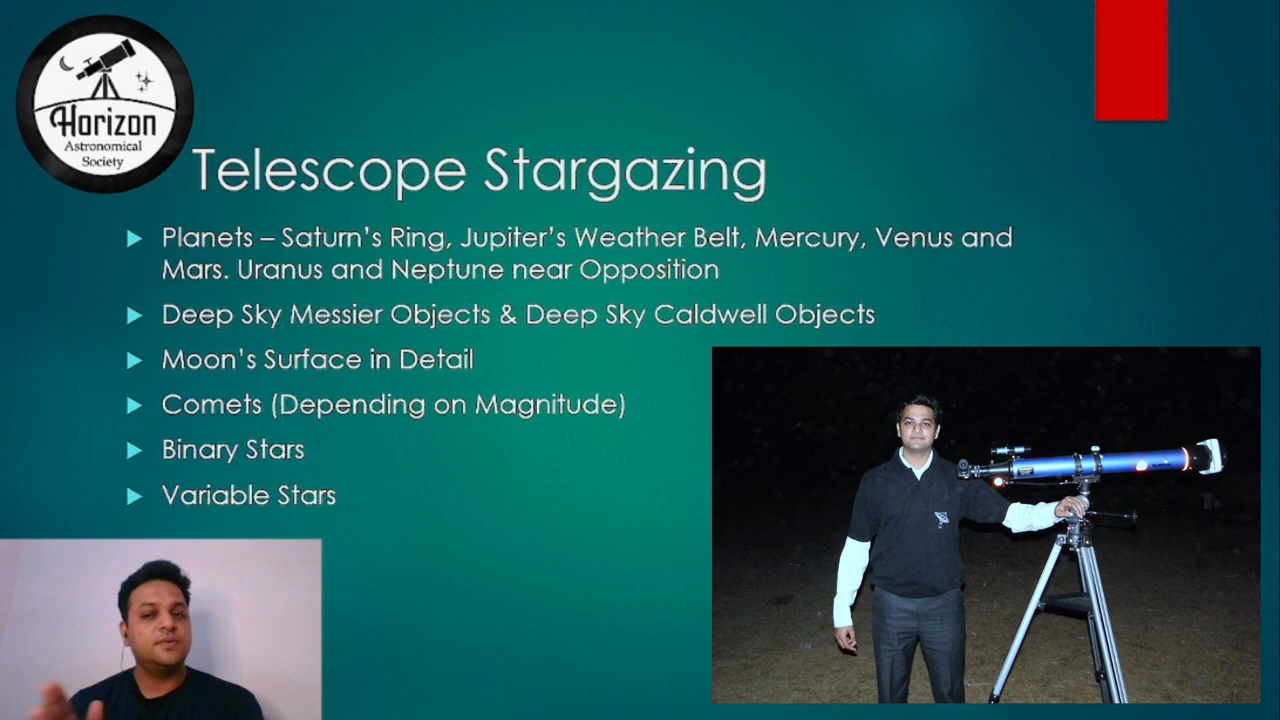 Horizon
Astronomical
Society
Telescope Stargazing
Planets – Saturn's Ring, Jupiter's Weather Belt, Mercury, Venus and
Mars. Uranus and Neptune near Opposition
Deep Sky Messier Objects & Deep Sky Caldwell Objects
Moon's Surface in Detail
Comets (Depending on Magnitude)
Binary Stars
Variable Stars